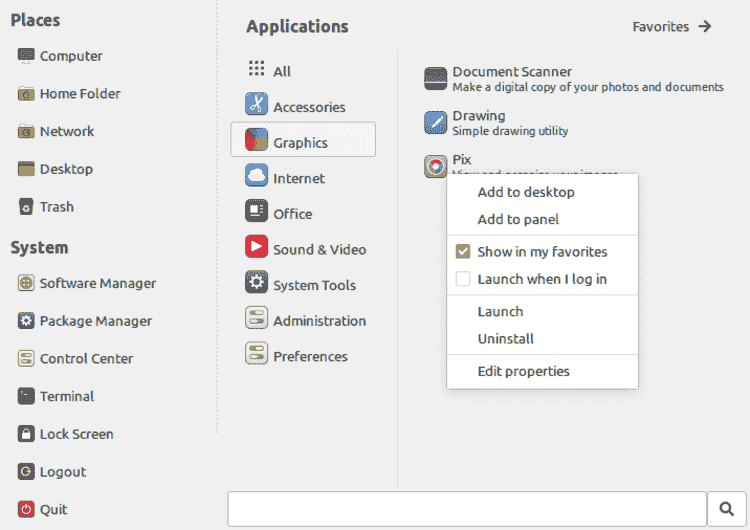 Places
Computer
Home Folder
Network
Desktop
Trash
System
Software Manager
Package Manager
Control Center
Terminal
Lock Screen
Logout
Quit
Applications
Favorites
All
Accessories
Graphics
Internet
Office
Sound & Video
System Tools
Administration
Preferences
Document Scanner
Make a digital copy of your photos and documents
Drawing
Simple drawing utility
Pix
Add to desktop
Add to panel
Show in my favorites
Launch when I log in
Launch
Uninstall
Edit properties